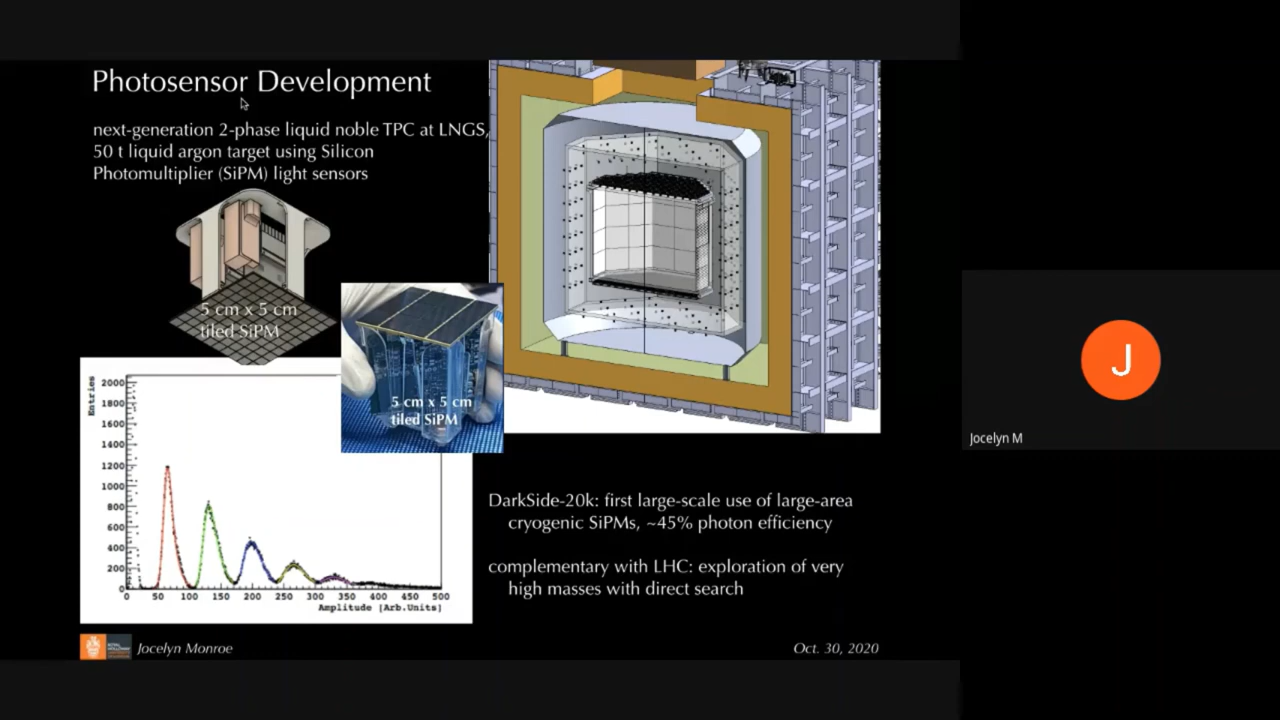 Photosensor Development
next-generation 2-phase liquid noble TPC at LNGS,
50 t liquid argon target using Silicon
Photomultiplier (SiPM) light sensors
5 cm x 5 cm
tiled SiPM
5 cm x 5 cm
tiled SiPM
Entries
2000
1800
1600
1400
1200
1000
800
600
400
200
0
0 50 100 150 200 250 300 350 400 450 500
Amplitude [Arb.Units]
DarkSide-20k: first large-scale use of large-area
cryogenic SiPMs, ~45% photon efficiency
complementary with LHC: exploration of very
high masses with direct search
Jocelyn Monroe
Oct. 30, 2020
J
Jocelyn M